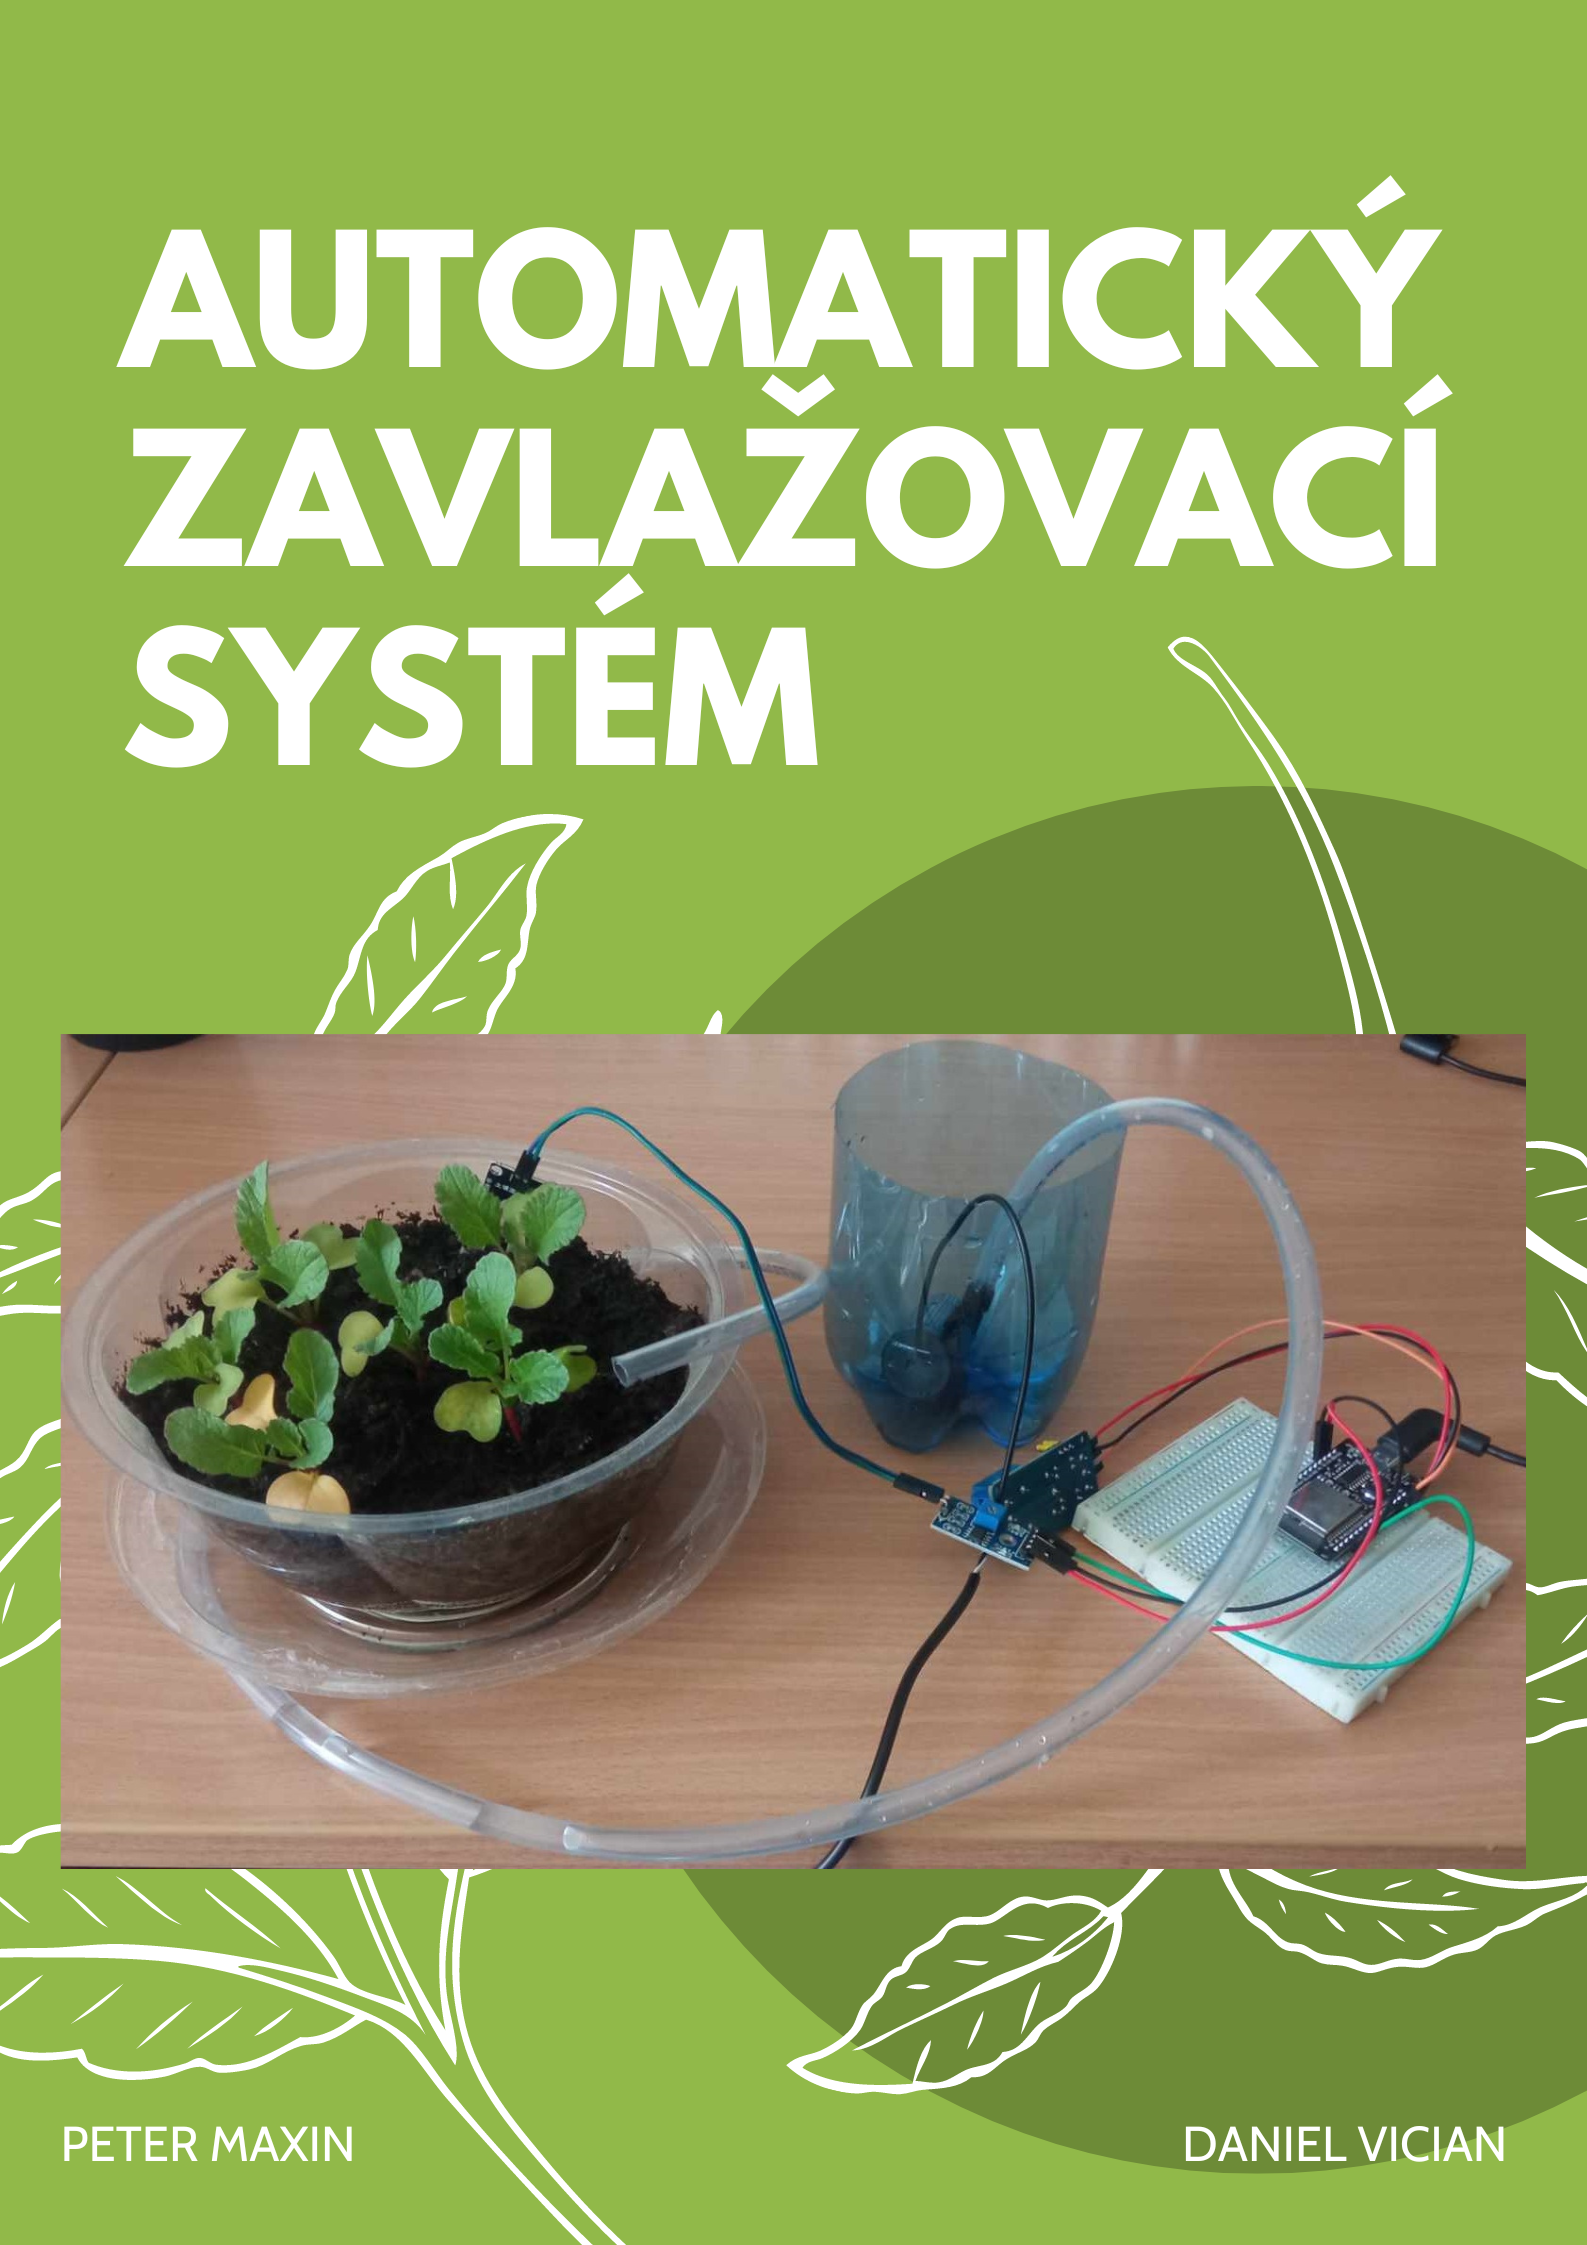 AUTOMATICKÝ
ZAVLAŽOVACÍ
SYSTÉM
PETER MAXIN
DANIEL VICIAN